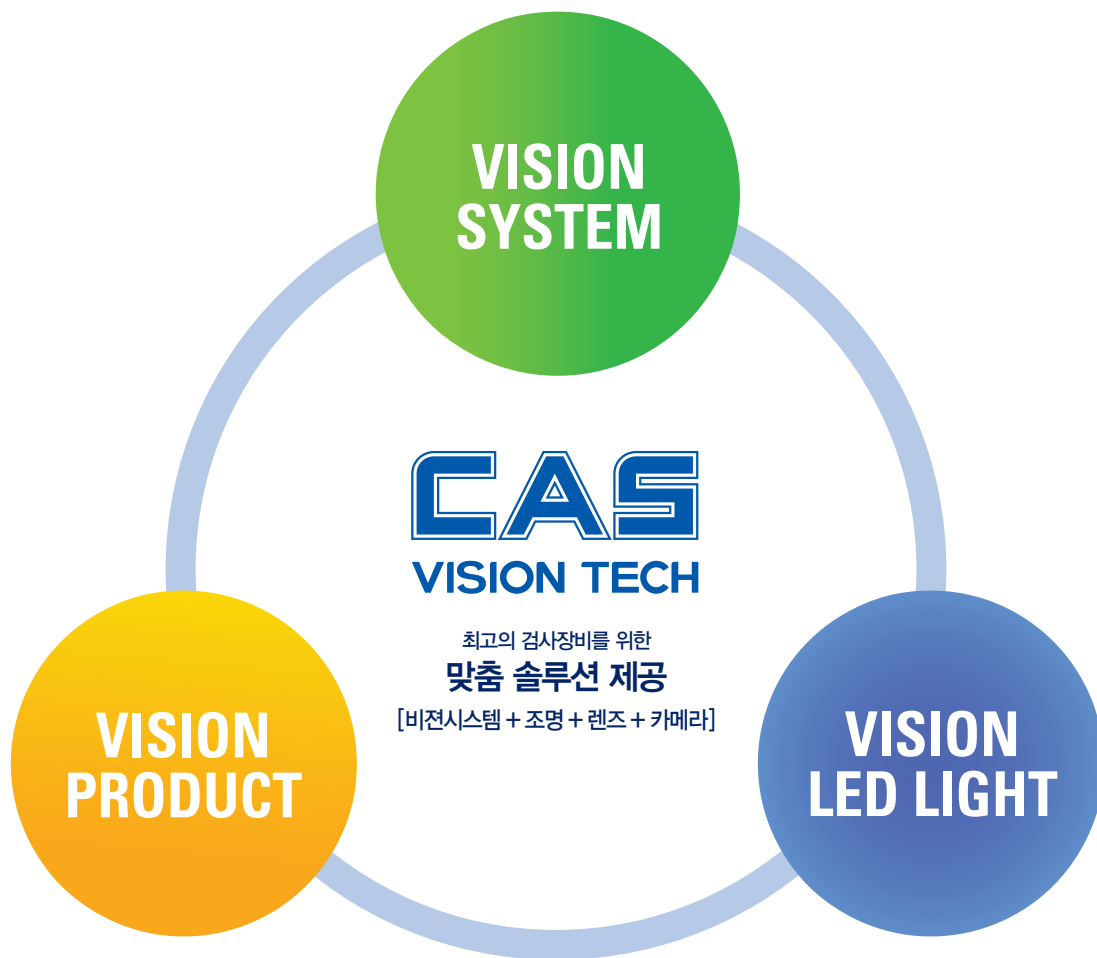 VISION
SYSTEM
CAS
VISION TECH
최고의 검사장비를 위한
맞춤 솔루션 제공
[비젼시스템 + 조명 + 렌즈 + 카메라]
VISION
PRODUCT
VISION
LED LIGHT